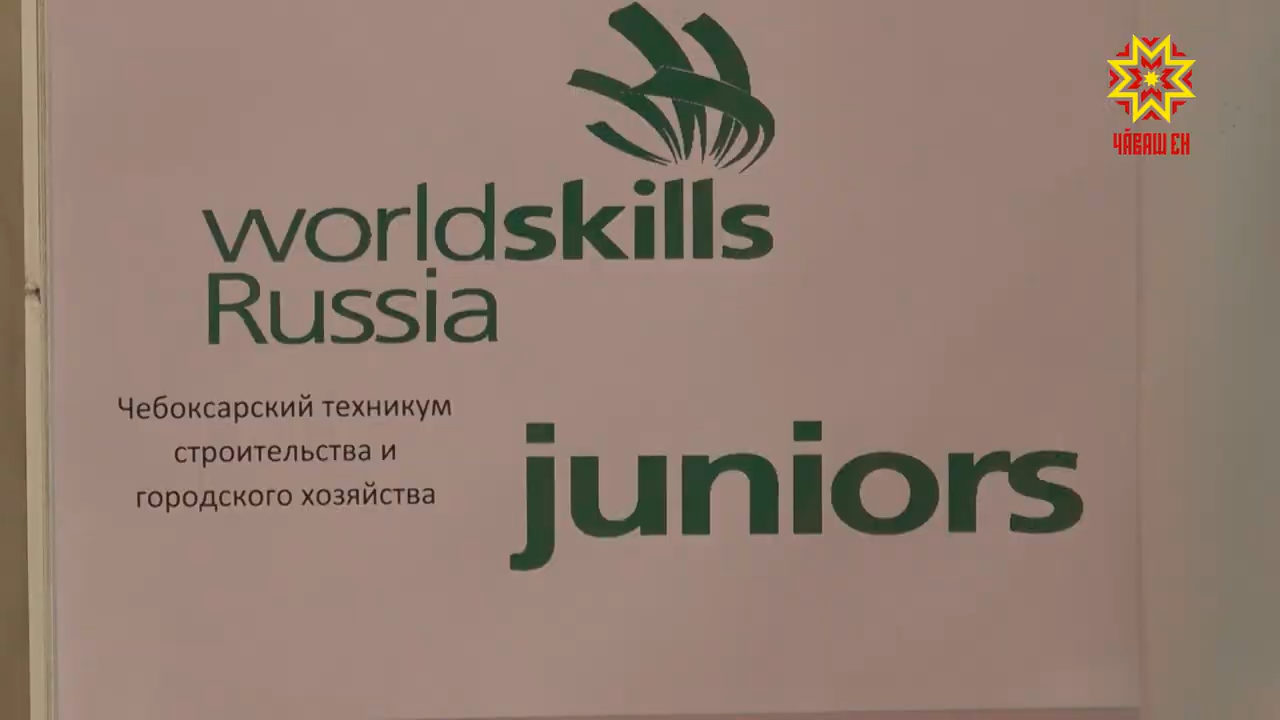 worldskills
Russia
Чебоксарский техникум
строительства и
городского хозяйства
juniors
ЧӐВАШ ЕН